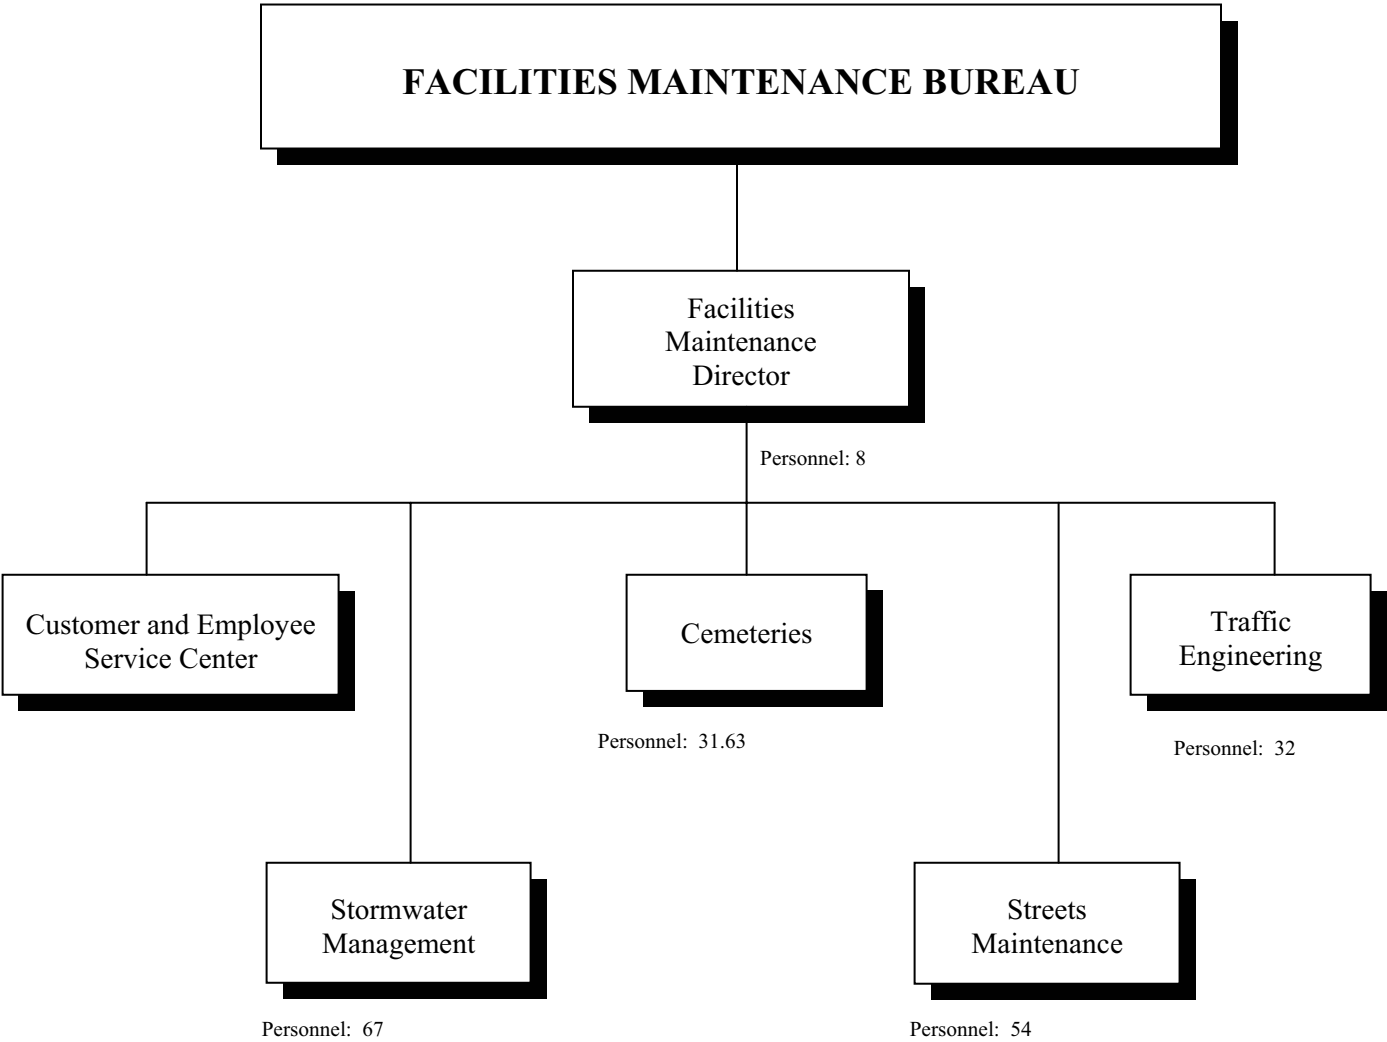 FACILITIES MAINTENANCE BUREAU
Facilities
Maintenance
Director
Personnel: 8
Customer and Employee
Service Center
Cemeteries
Personnel:  31.63
Traffic
Engineering
Personnel:  32
Stormwater
Management
Personnel:  67
Streets
Maintenance
Personnel:  54